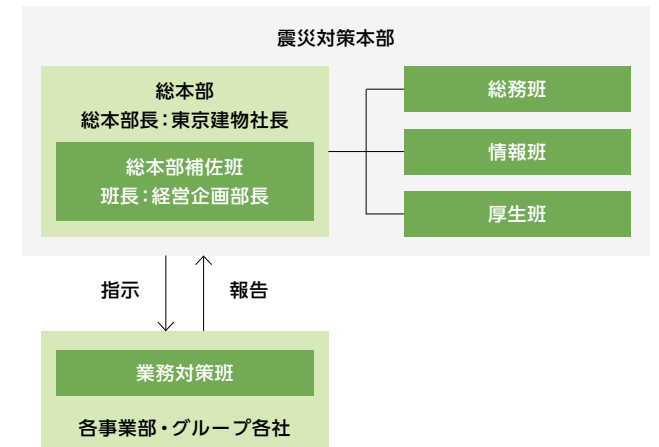 震災対策本部
総本部
総本部長：東京建物社長
総本部補佐班
班長：経営企画部長
総務班
情報班
厚生班
指示
報告
業務対策班
各事業部・グループ各社